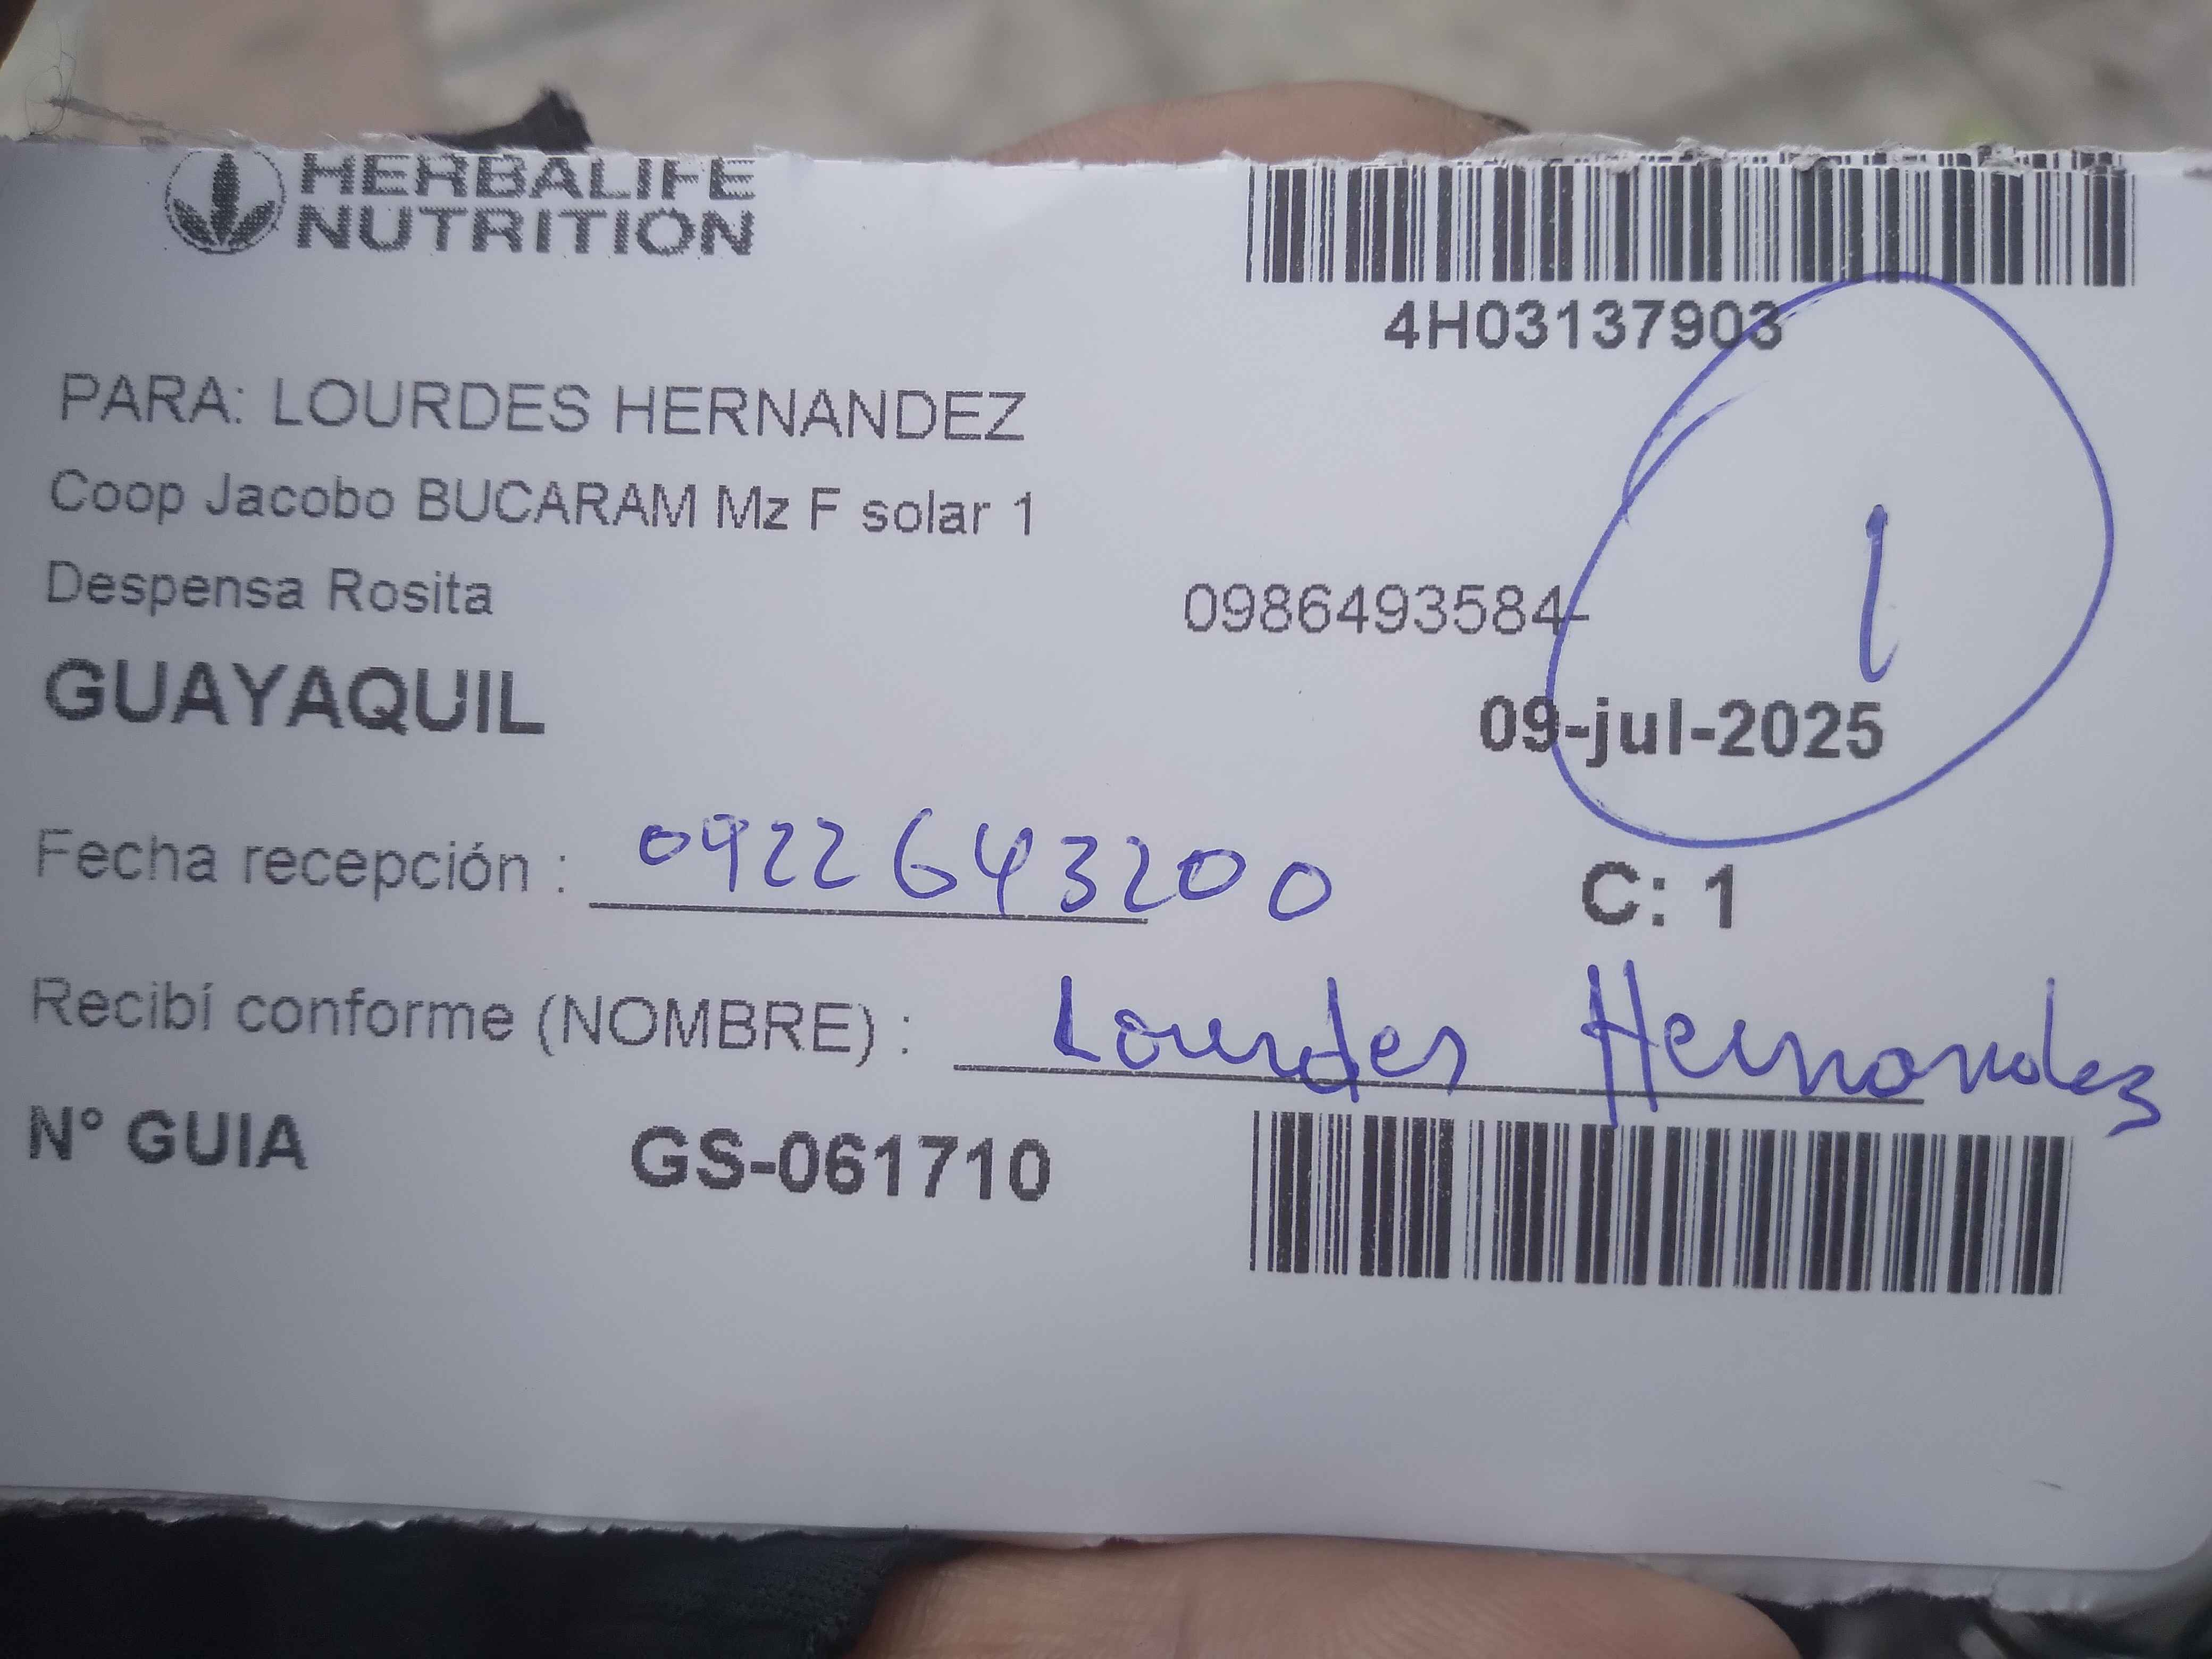 HERBALIFE
NUTRITION
4H03137903
PARA: LOURDES HERNANDEZ
Coop Jacobo BUCARAM Mz F solar 1
Despensa Rosita
0986493584-
1
GUAYAQUIL
09-jul-2025
Fecha recepción : 0922643200
C: 1
Recibí conforme (NOMBRE) : Lourdes Hernandez
N° GUIA GS-061710